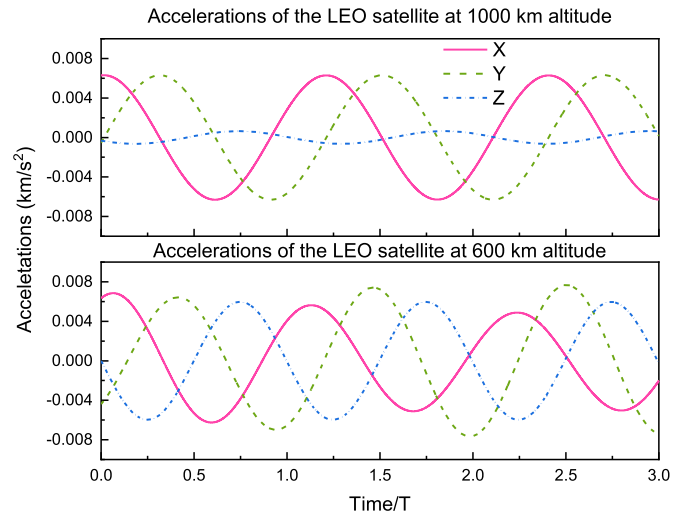 Accelerations of the LEO satellite at 1000 km altitude
0.008
0.004
0.000
-0.004
-0.008
X
Y
Z
Accelerations of the LEO satellite at 600 km altitude
0.008
0.004
0.000
-0.004
-0.008
Acceletations (km/s²)
0.0 0.5 1.0 1.5 2.0 2.5 3.0
Time/T